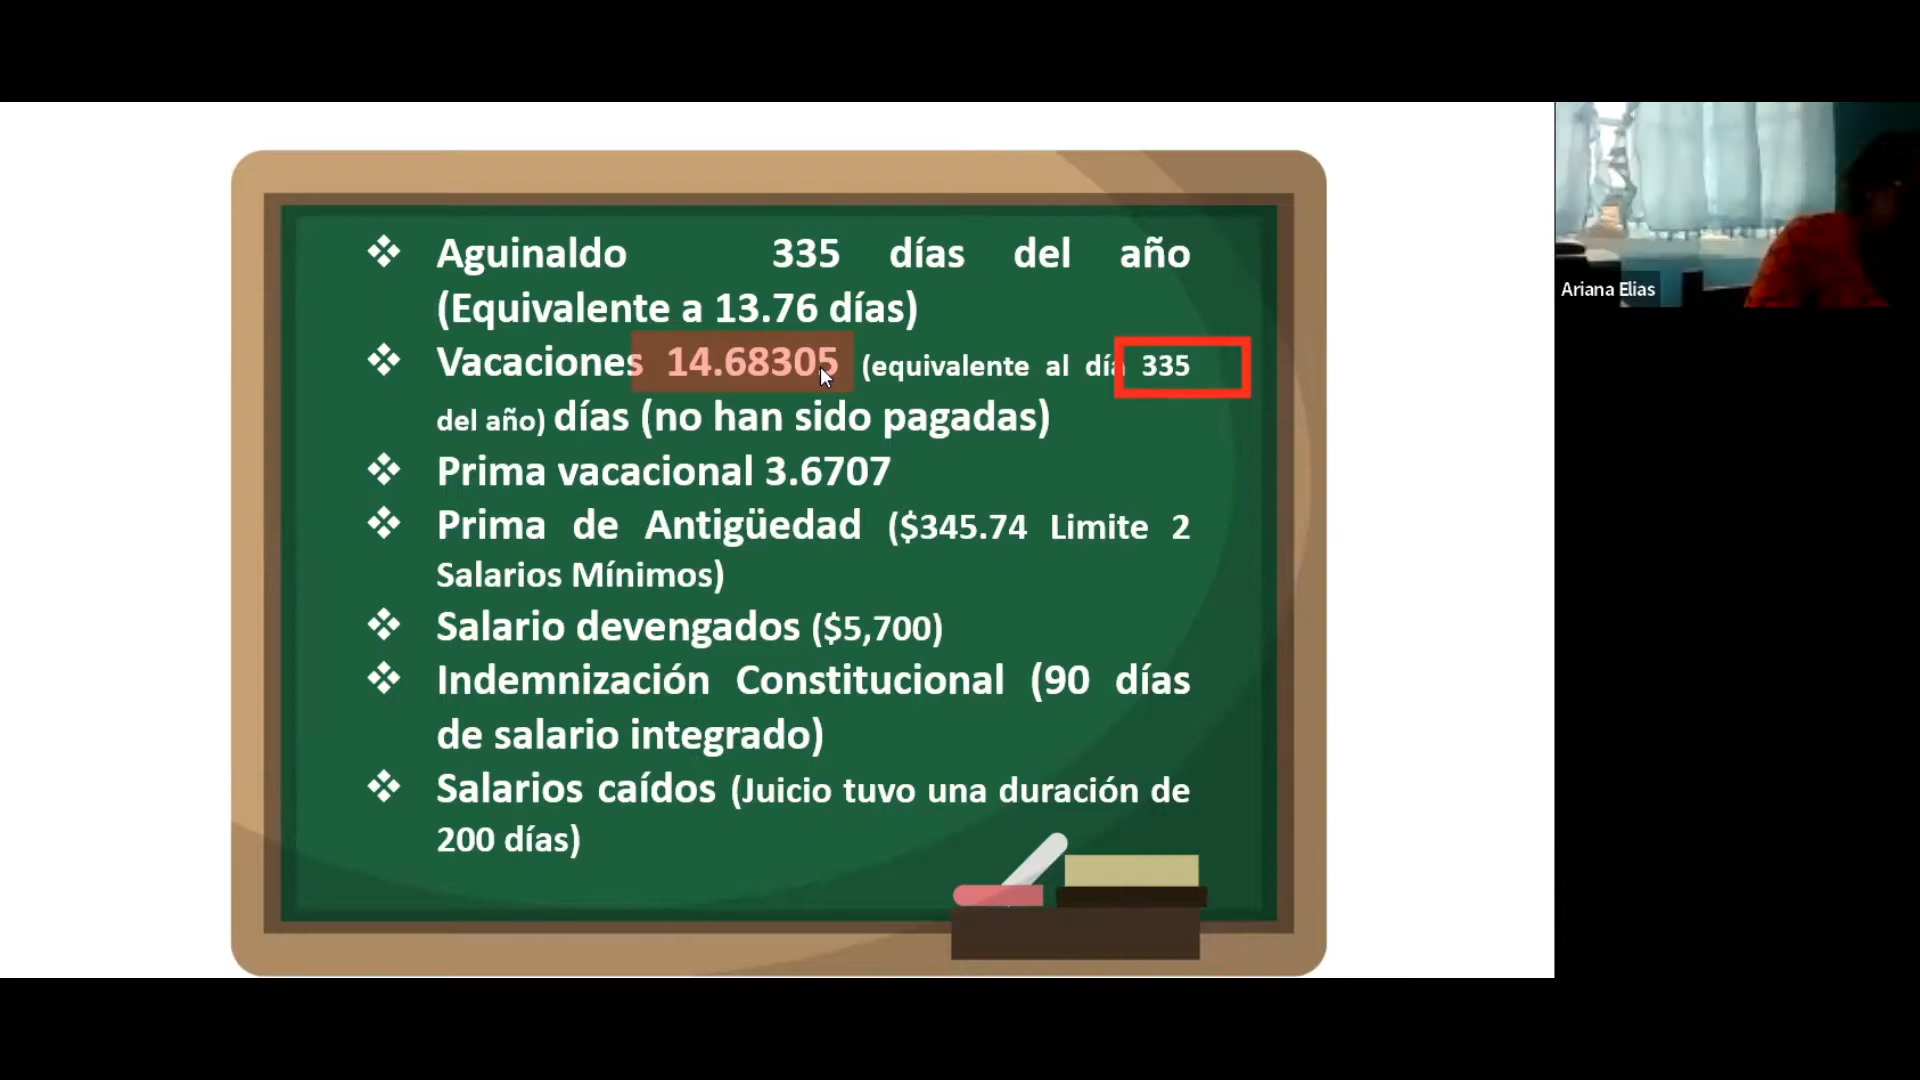 Aguinaldo 335 días del año
(Equivalente a 13.76 días)
Vacaciones 14.68305 (equivalente al día 335
del año) días (no han sido pagadas)
Prima vacacional 3.6707
Prima de Antigüedad ($345.74 Limite 2
Salarios Mínimos)
Salario devengados ($5,700)
Indemnización Constitucional (90 días
de salario integrado)
Salarios caídos (Juicio tuvo una duración de
200 días)
Ariana Elias